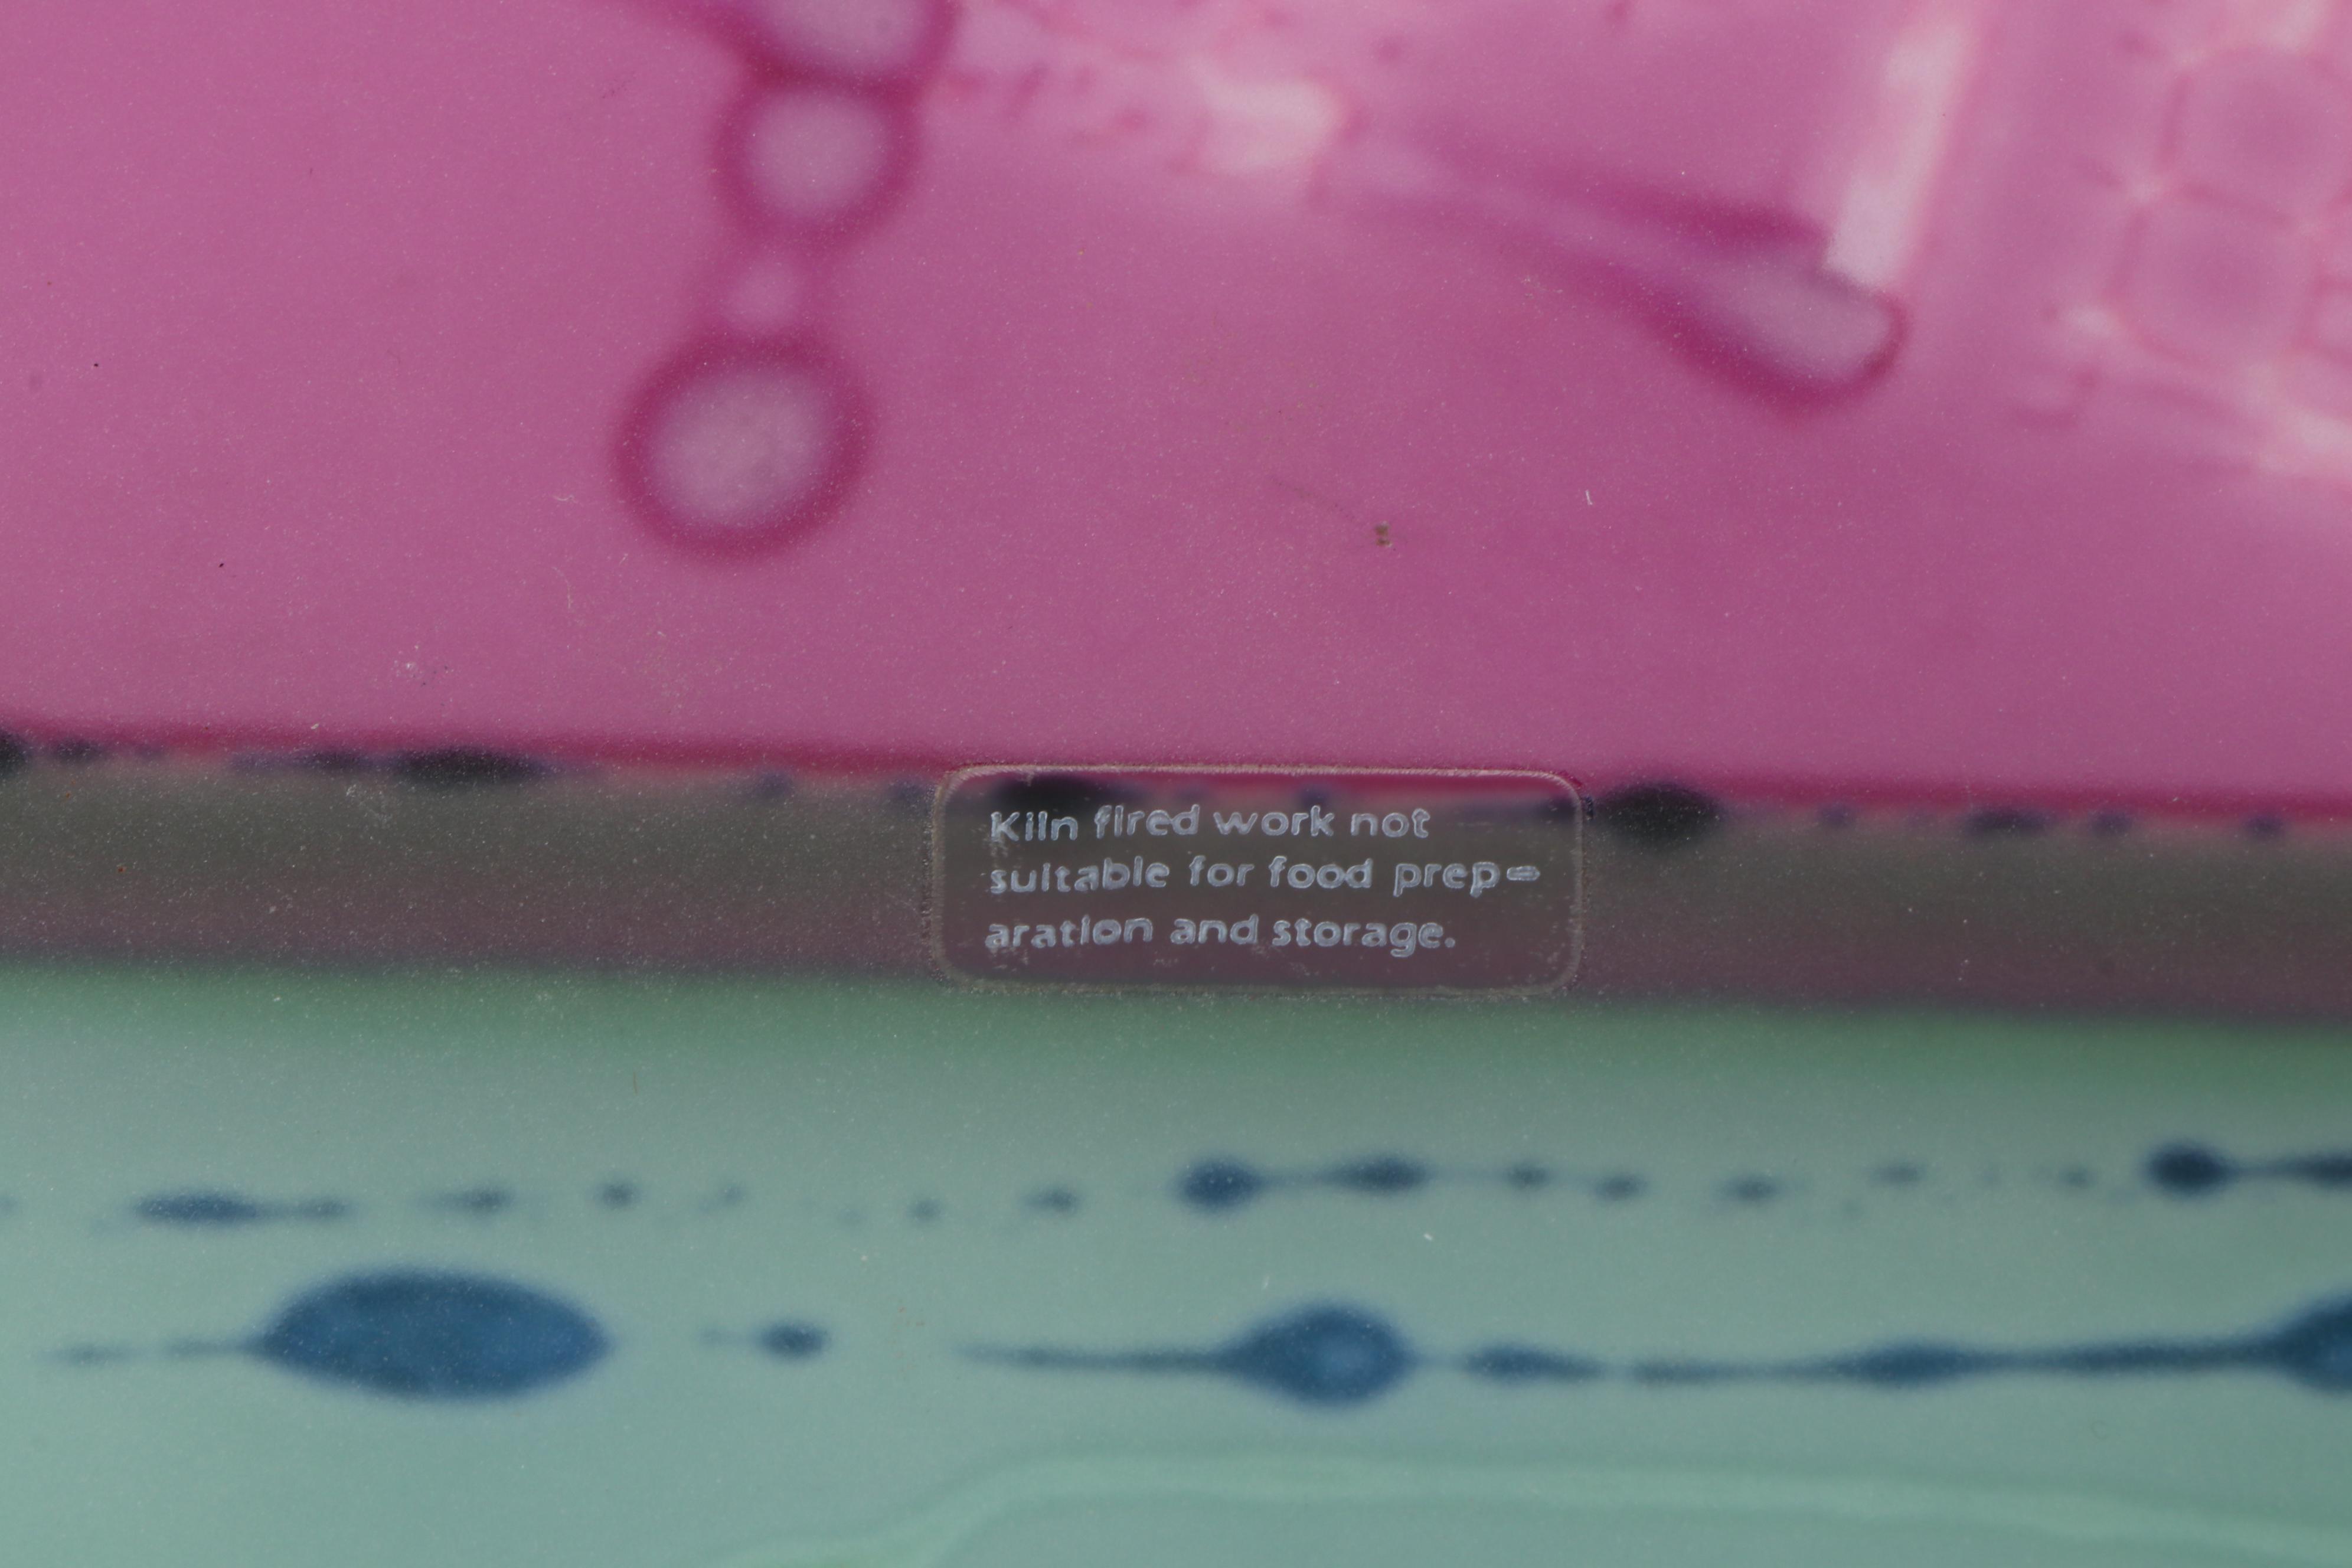 Kiln fired work not
suitable for food prep-
aration and storage.